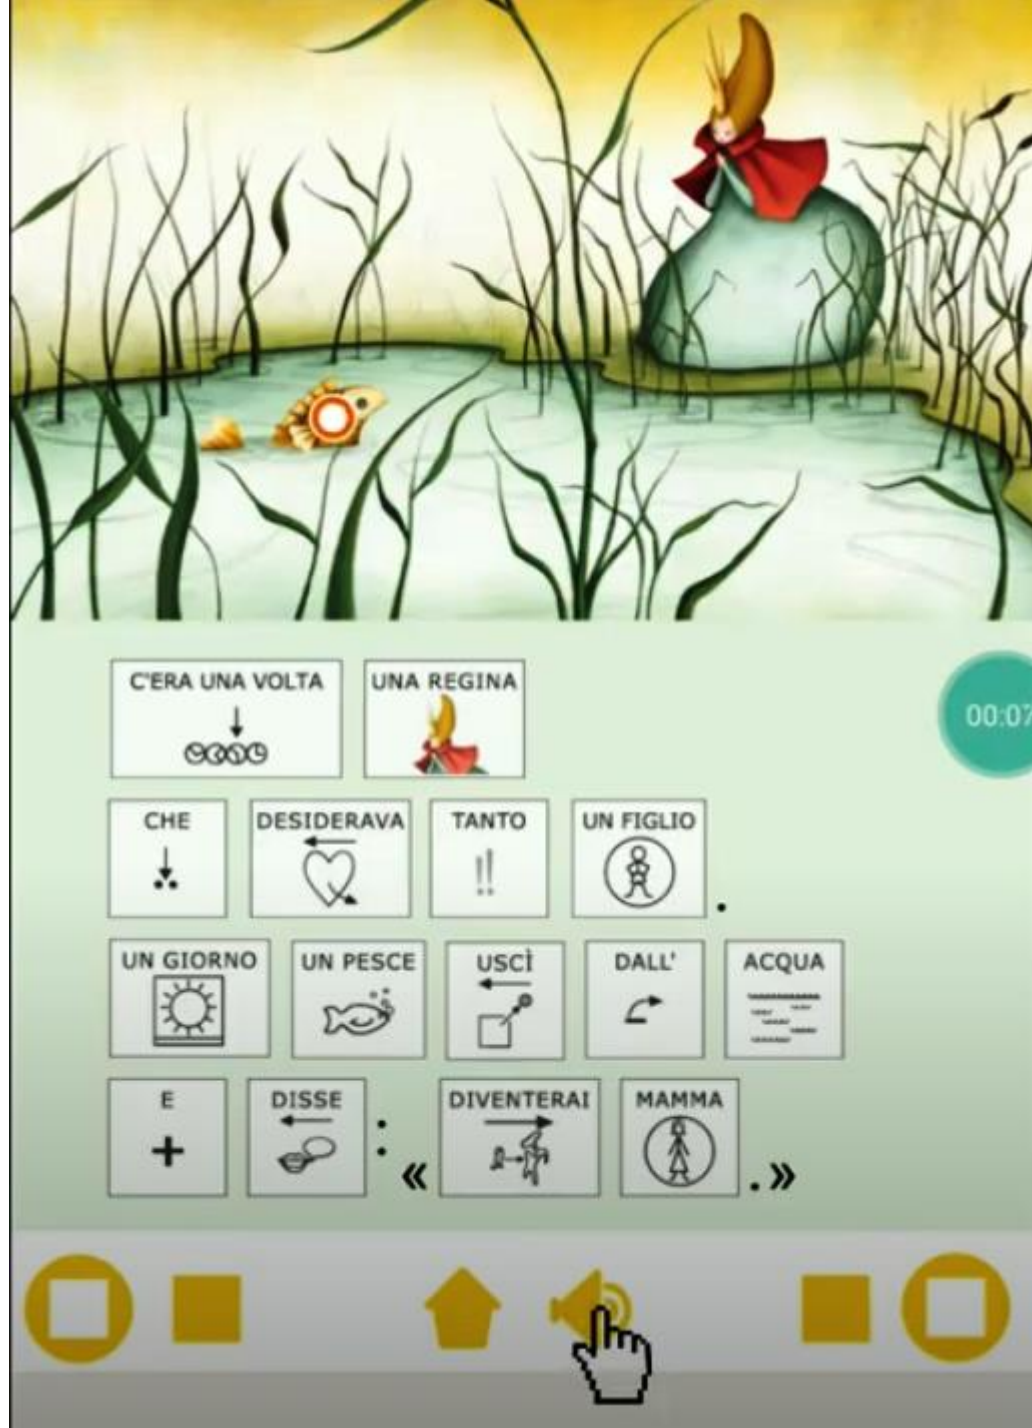 C'ERA UNA VOLTA UNA REGINA
00:07
CHE DESIDERAVA TANTO !! UN FIGLIO .
UN GIORNO UN PESCE USCÌ DALL' ACQUA
E + DISSE : « DIVENTERAI MAMMA . »